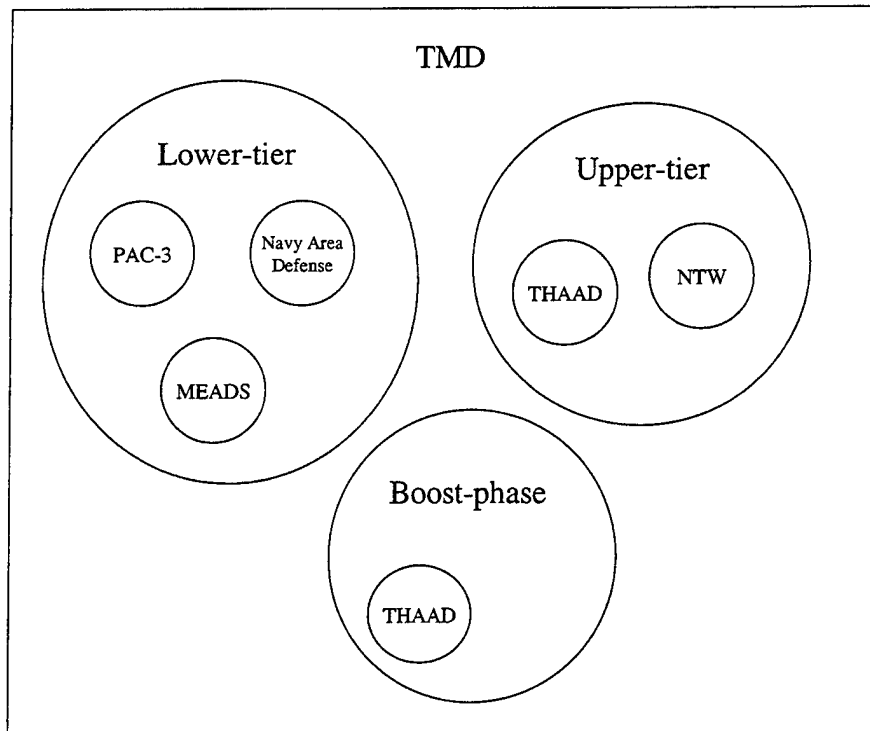 TMD
Lower-tier
PAC-3
Navy Area
Defense
MEADS
Upper-tier
THAAD
NTW
Boost-phase
THAAD